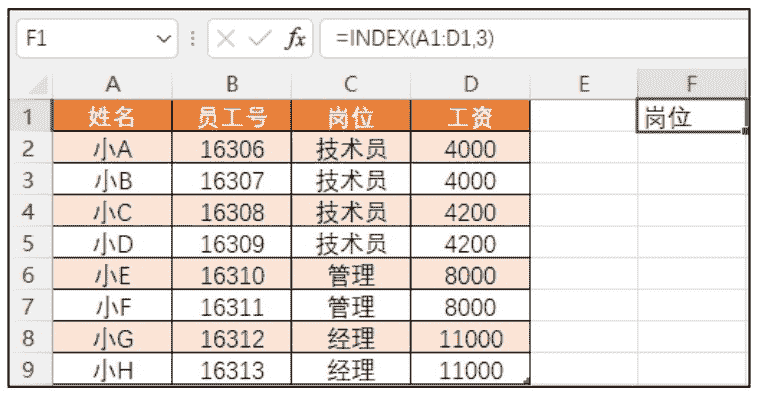 F1 fx =INDEX(A1:D1,3)
A B C D E F
1 姓名 员工号 岗位 工资 岗位
2 小A 16306 技术员 4000
3 小B 16307 技术员 4000
4 小C 16308 技术员 4200
5 小D 16309 技术员 4200
6 小E 16310 管理 8000
7 小F 16311 管理 8000
8 小G 16312 经理 11000
9 小H 16313 经理 11000